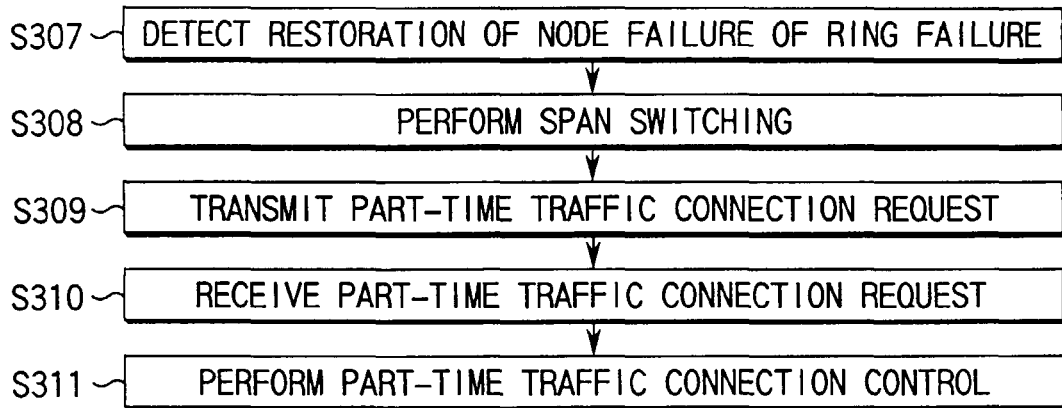 S307 DETECT RESTORATION OF NODE FAILURE OF RING FAILURE
S308 PERFORM SPAN SWITCHING
S309 TRANSMIT PART-TIME TRAFFIC CONNECTION REQUEST
S310 RECEIVE PART-TIME TRAFFIC CONNECTION REQUEST
S311 PERFORM PART-TIME TRAFFIC CONNECTION CONTROL